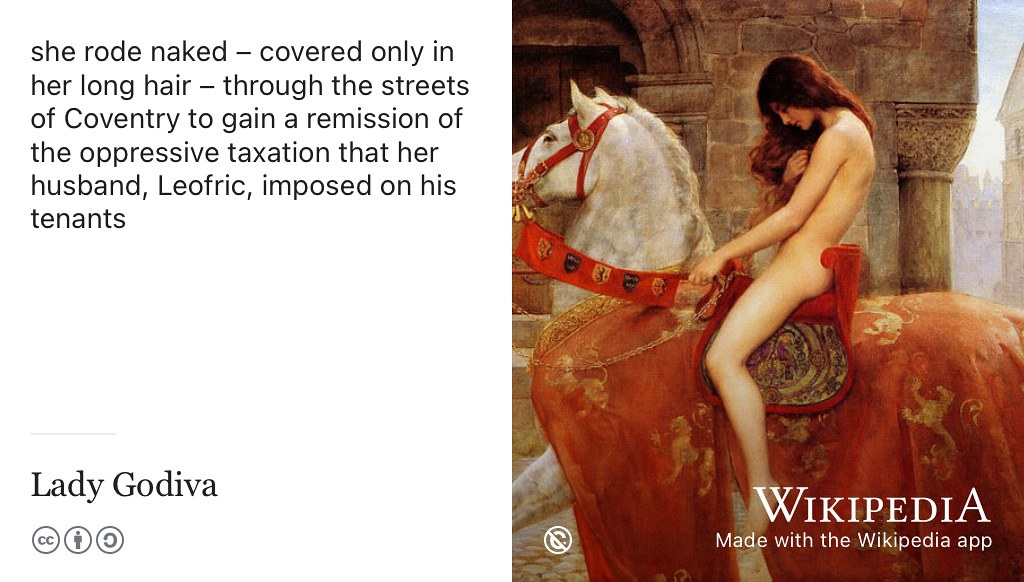 she rode naked – covered only in
her long hair – through the streets
of Coventry to gain a remission of
the oppressive taxation that her
husband, Leofric, imposed on his
tenants
Lady Godiva
cc
WIKIPEDIA
Made with the Wikipedia app